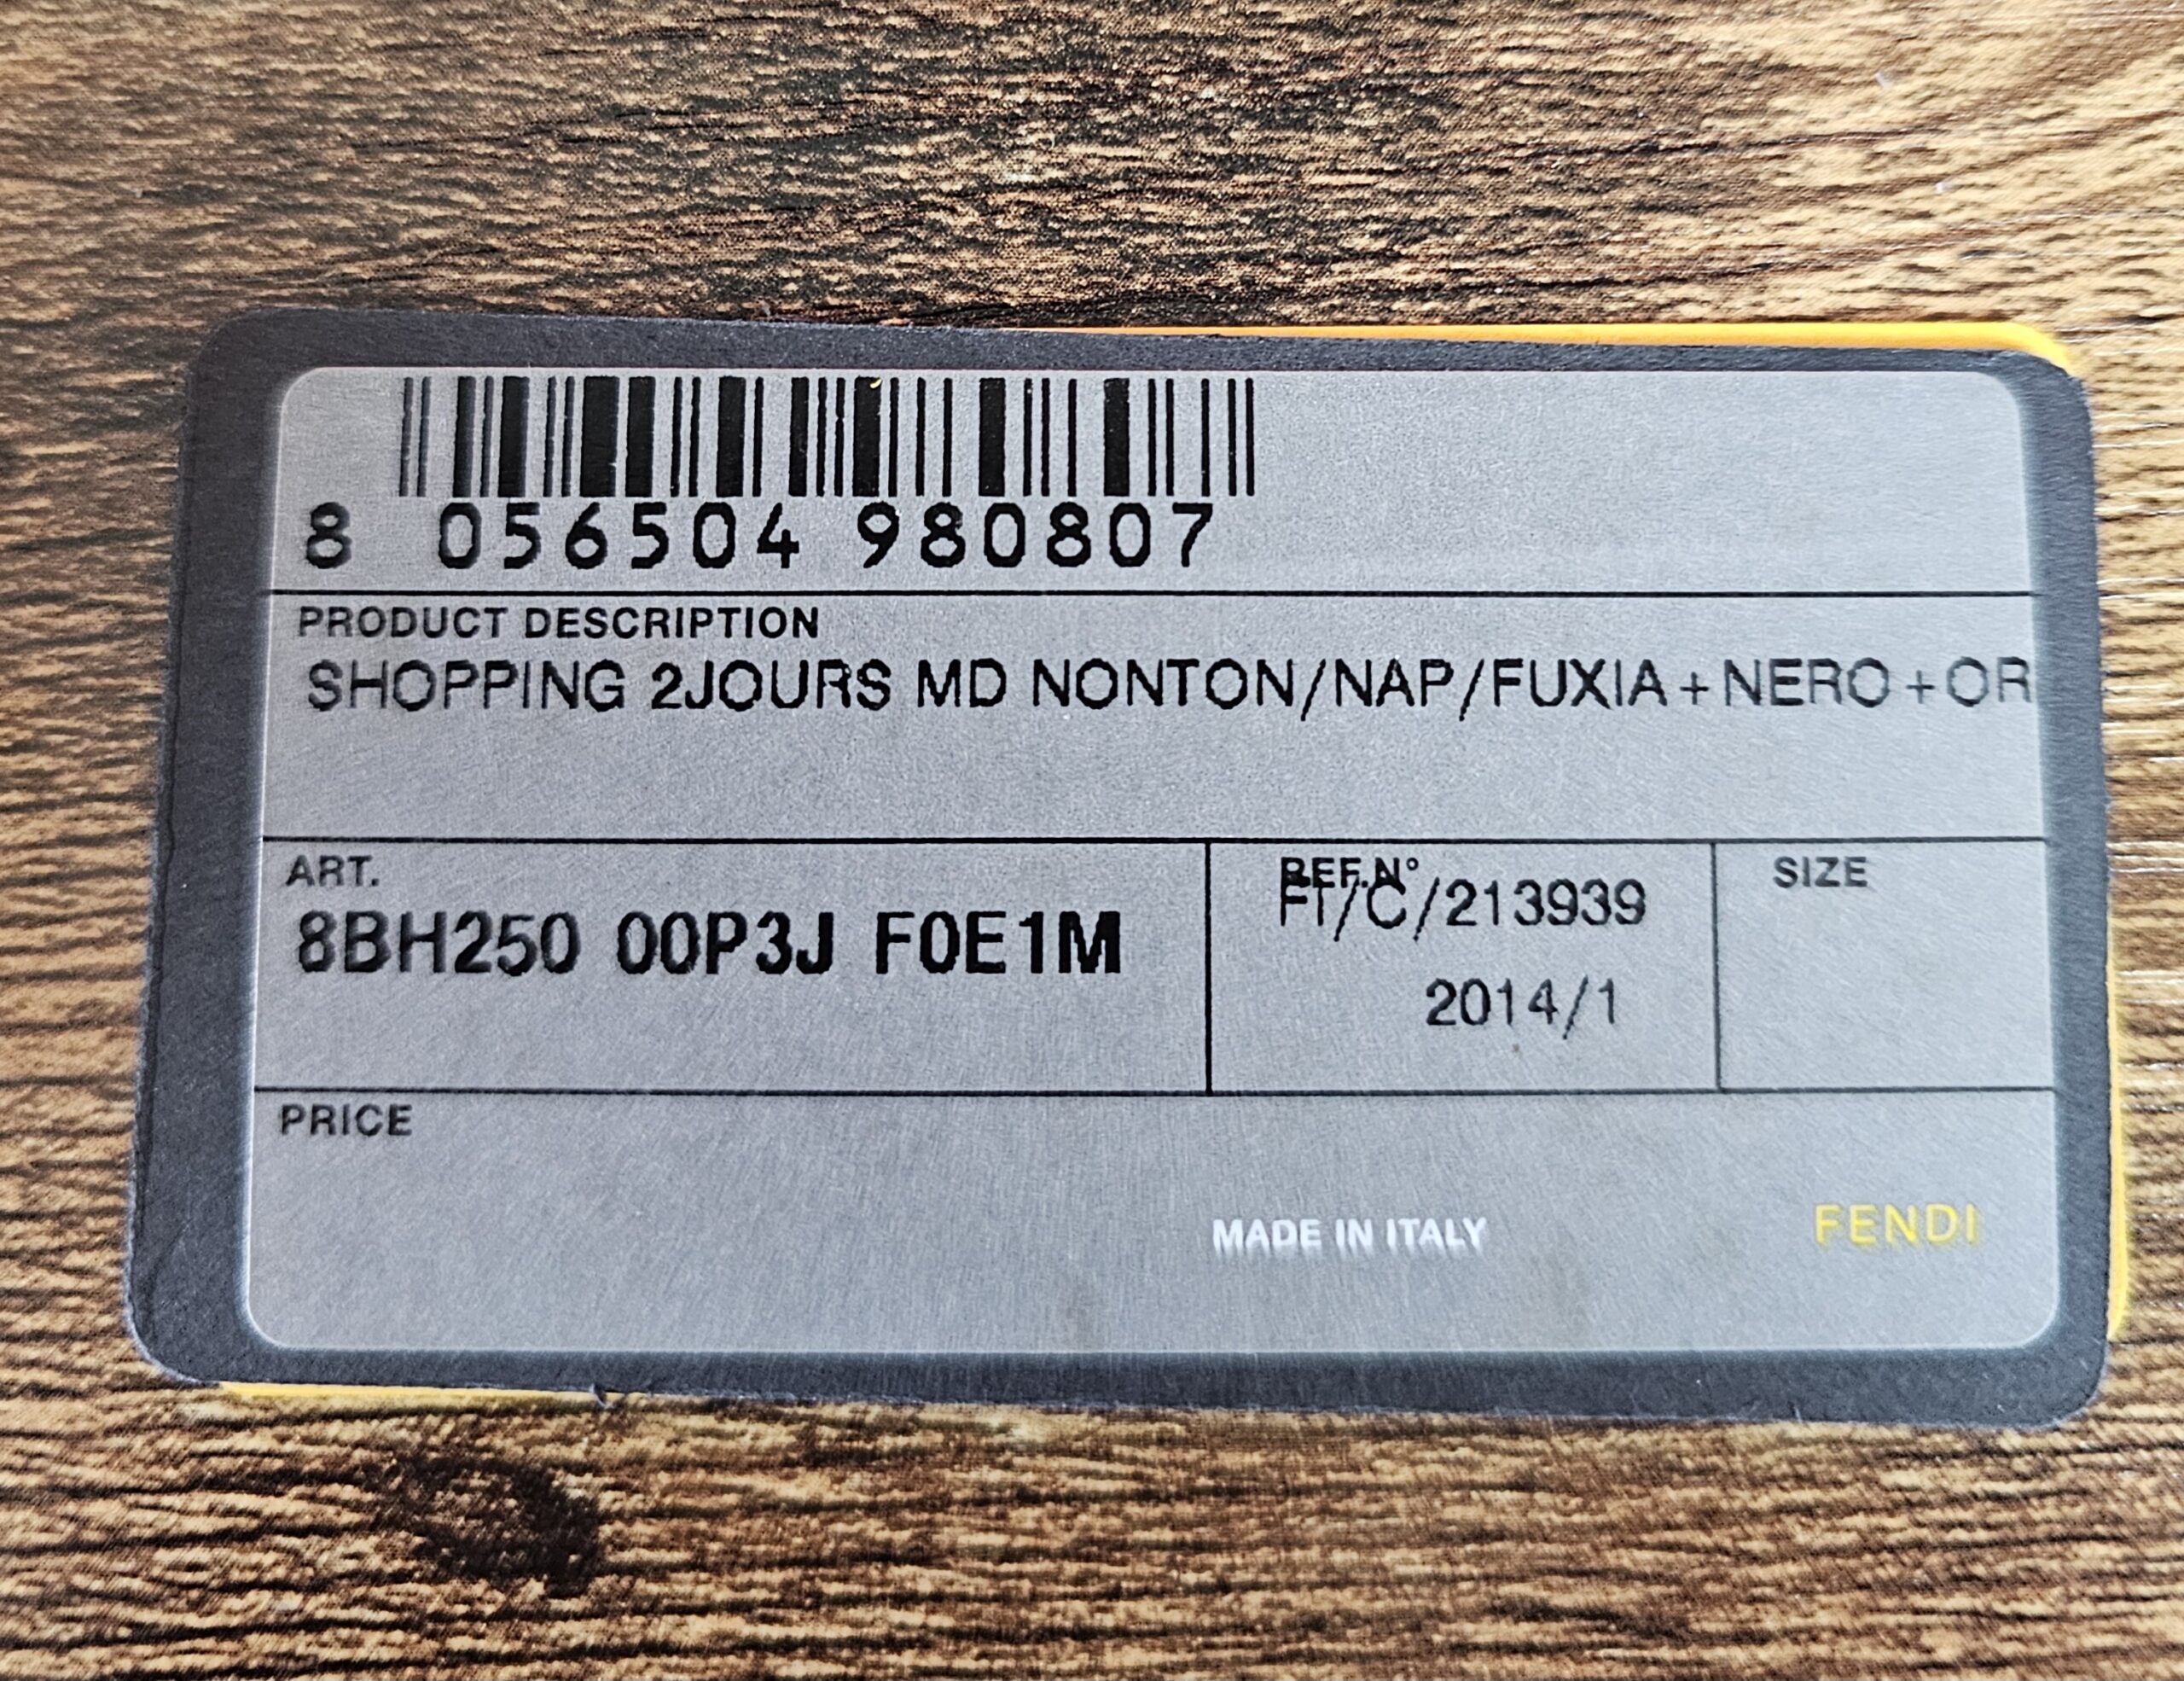 8 056504 980807
PRODUCT DESCRIPTION
SHOPPING 2JOURS MD NONTON/NAP/FUXIA+NERO+OR
ART.
8BH250 00P3J F0E1M
REF.N°
FT/C/213939
2014/1
SIZE
PRICE
MADE IN ITALY
FENDI